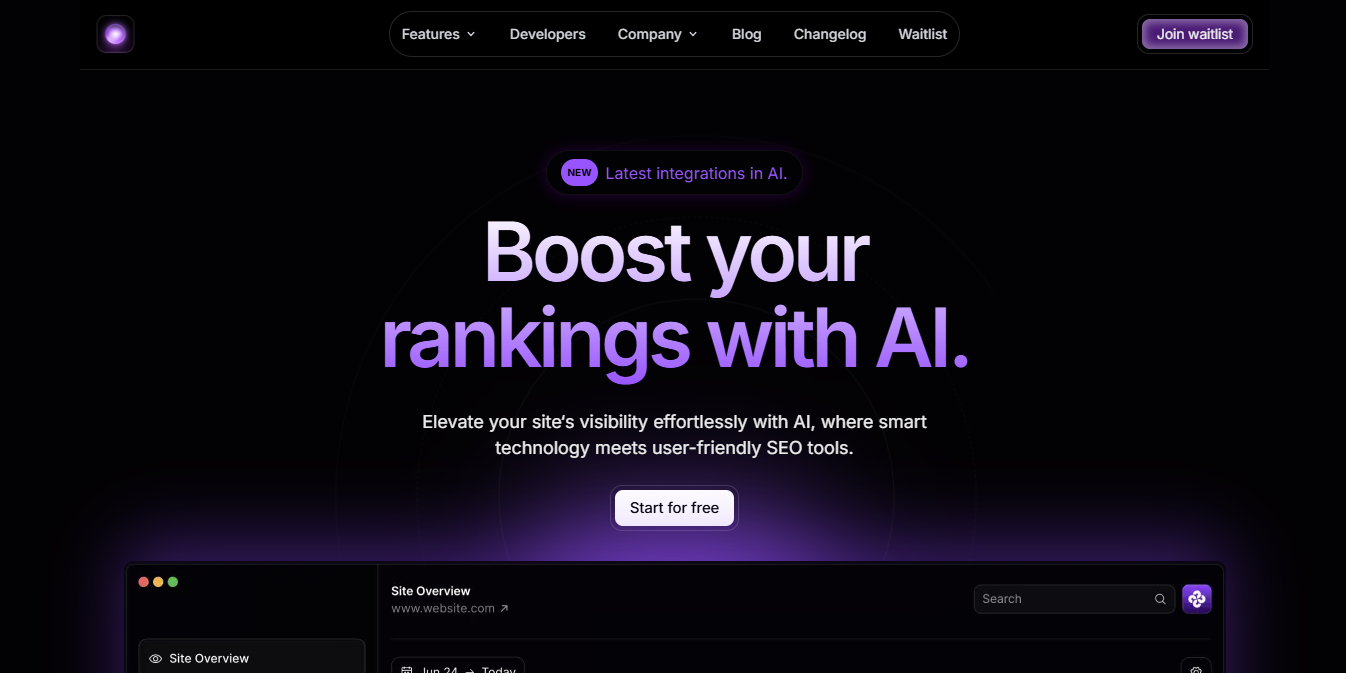 Features
Developers
Company
Blog
Changelog
Waitlist
Join waitlist
NEW Latest integrations in AI.
Boost your
rankings with AI.
Elevate your site's visibility effortlessly with AI, where smart
technology meets user-friendly SEO tools.
Start for free
Site Overview
www.website.com ↗
Search
Site Overview
Jun 24 → Today